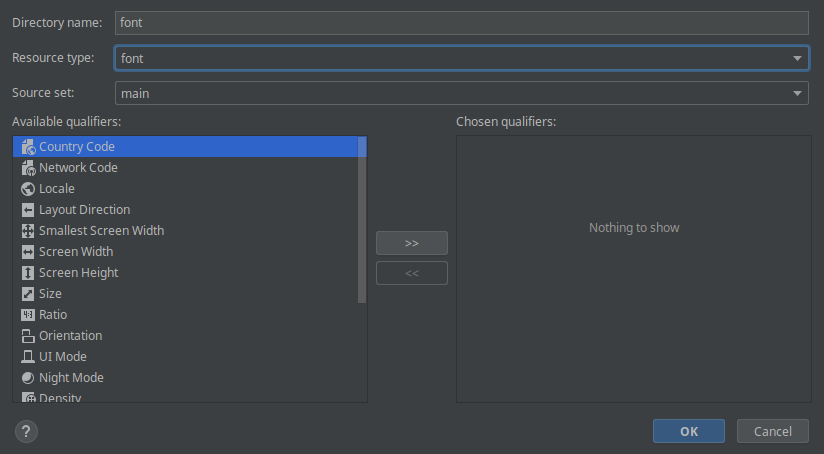 Directory name: font
Resource type: font
Source set: main
Available qualifiers:
Country Code
Network Code
Locale
Layout Direction
Smallest Screen Width
Screen Width
Screen Height
Size
4:3 Ratio
Orientation
UI Mode
Night Mode
Density
>>
<<
Chosen qualifiers:
Nothing to show
?
OK
Cancel